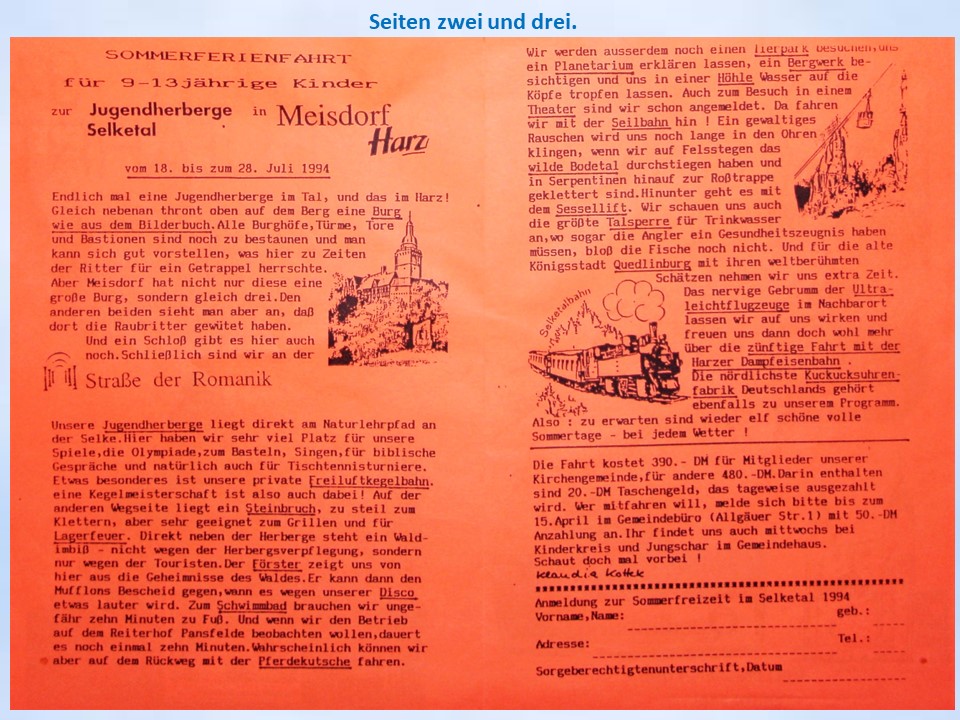 Seiten zwei und drei.
SOMMERFERIENFAHRT
für 9-13jährige Kinder
zur Jugendherberge in Meisdorf
Selketal
Harz
vom 18. bis zum 28. Juli 1994
Endlich mal eine Jugendherberge im Tal, und das im Harz!
Gleich nebenan thront oben auf dem Berg eine Burg
wie aus dem Bilderbuch.Alle Burghöfe,Türme, Tore
und Bastionen sind noch zu bestaunen und man
kann sich gut vorstellen, was hier zu Zeiten
der Ritter für ein Getrappel herrschte.
Aber Meisdorf hat nicht nur diese eine
große Burg, sondern gleich drei.Den
anderen beiden sieht man aber an, daß
dort die Raubritter gewütet haben.
Und ein Schloß gibt es hier auch
noch.Schließlich sind wir an der
Straße der Romanik
Unsere Jugendherberge liegt direkt am Naturlehrpfad an
der Selke.Hier haben wir sehr viel Platz für unsere
Spiele,die Olympiade,zum Basteln, Singen,für biblische
Gespräche und natürlich auch für Tischtennisturniere.
Etwas besonderes ist unsere private Freiluftkegelbahn,
eine Kegelmeisterschaft ist also auch dabei! Auf der
anderen Wegseite liegt ein Steinbruch, zu steil zum
Klettern, aber sehr geeignet zum Grillen und für
Lagerfeuer. Direkt neben der Herberge steht ein Wald-
imbiß - nicht wegen der Herbergsverpflegung, sondern
nur wegen der Touristen.Der Förster zeigt uns von
hier aus die Geheimnisse des Waldes.Er kann dann den
Mufflons Bescheid gegen,wann es wegen unserer Disco
etwas lauter wird. Zum Schwimmbad brauchen wir unge-
fähr zehn Minuten zu Fuß. Und wenn wir den Betrieb
auf dem Reiterhof Pansfelde beobachten wollen,dauert
es noch einmal zehn Minuten.Wahrscheinlich können wir
aber auf dem Rückweg mit der Pferdekutsche fahren.
Wir werden ausserdem noch einen Tierpark besuchen,uns
ein Planetarium erklären lassen, ein Bergwerk be-
sichtigen und uns in einer Höhle Wasser auf die
Köpfe tropfen lassen. Auch zum Besuch in einem
Theater sind wir schon angemeldet. Da fahren
wir mit der Seilbahn hin ! Ein gewaltiges
Rauschen wird uns noch lange in den Ohren
klingen, wenn wir auf Felsstegen das
wilde Bodetal durchstiegen haben und
in Serpentinen hinauf zur Roßtrappe
geklettert sind.Hinunter geht es mit
dem Sessellift. Wir schauen uns auch
die größte Talsperre für Trinkwasser
an,wo sogar die Angler ein Gesundheitszeugnis haben
müssen, bloß die Fische noch nicht. Und für die alte
Königsstadt Quedlinburg mit ihren weltberühmten
Schätzen nehmen wir uns extra Zeit.
Selketalbahn
Das nervige Gebrumm der Ultra-
leichtflugzeuge im Nachbarort
lassen wir auf uns wirken und
freuen uns dann doch wohl mehr
über die zünftige Fahrt mit der
Harzer Dampfeisenbahn .
Die nördlichste Kuckucksuhren-
fabrik Deutschlands gehört
ebenfalls zu unserem Programm.
Also : zu erwarten sind wieder elf schöne volle
Sommertage - bei jedem Wetter !
Die Fahrt kostet 390.- DM für Mitglieder unserer
Kirchengemeinde,für andere 480.-DM.Darin enthalten
sind 20.-DM Taschengeld, das tageweise ausgezahlt
wird. Wer mitfahren will, melde sich bitte bis zum
15.April im Gemeindebüro (Allgäuer Str.1) mit 50.-DM
Anzahlung an.Ihr findet uns auch mittwochs bei
Kinderkreis und Jungschar im Gemeindehaus.
Schaut doch mal vorbei !
Klaudia Kottek
Anmeldung zur Sommerfreizeit im Selketal 1994
Vorname,Name: geb.:
Adresse: Tel.:
Sorgeberechtigtenunterschrift,Datum